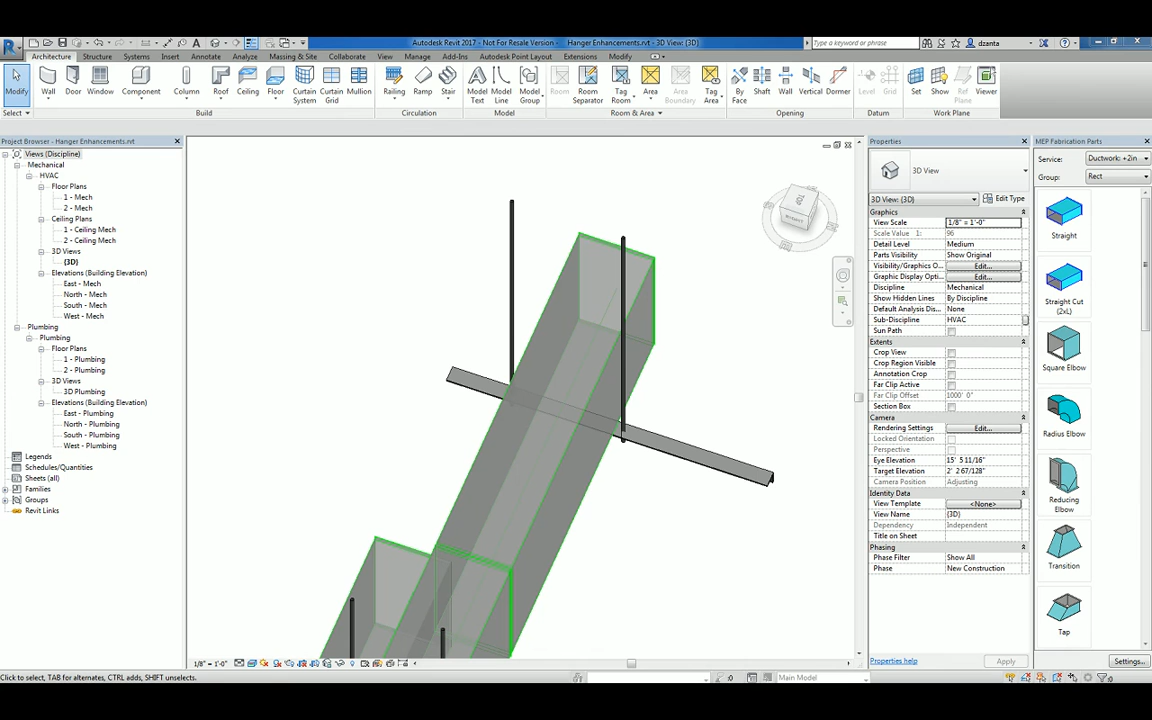 Autodesk Revit 2017 - Not For Resale Version - Hanger Enhancements.rvt - 3D View: {3D}
Type a keyword or phrase
dzanta
Architecture Structure Systems Insert Annotate Analyze Massing & Site Collaborate View Manage Add-Ins Autodesk Point Layout Extensions Modify
Modify Wall Door Window Component Column Roof Ceiling Floor Curtain System Curtain Grid Mullion Railing Ramp Stair Model Text Model Line Model Group Room Room Separator Tag Room Area Area Boundary Tag Area By Face Shaft Wall Vertical Dormer Level Grid Set Show Ref Plane Viewer
Select Build Circulation Model Room & Area Opening Datum Work Plane
Project Browser - Hanger Enhancements.rvt
Views (Discipline)
Mechanical
HVAC
Floor Plans
1 - Mech
2 - Mech
Ceiling Plans
1 - Ceiling Mech
2 - Ceiling Mech
3D Views
{3D}
Elevations (Building Elevation)
East - Mech
North - Mech
South - Mech
West - Mech
Plumbing
Plumbing
Floor Plans
1 - Plumbing
2 - Plumbing
3D Views
3D Plumbing
Elevations (Building Elevation)
East - Plumbing
North - Plumbing
South - Plumbing
West - Plumbing
Legends
Schedules/Quantities
Sheets (all)
Families
Groups
Revit Links
Properties
3D View
3D View: {3D} Edit Type
Graphics
View Scale 1/8" = 1'-0"
Scale Value 1: 96
Detail Level Medium
Parts Visibility Show Original
Visibility/Graphics O... Edit...
Graphic Display Opti... Edit...
Discipline Mechanical
Show Hidden Lines By Discipline
Default Analysis Dis... None
Sub-Discipline HVAC
Sun Path
Extents
Crop View
Crop Region Visible
Annotation Crop
Far Clip Active
Far Clip Offset 1000' 0"
Section Box
Camera
Rendering Settings Edit...
Locked Orientation
Perspective
Eye Elevation 15' 5 11/16"
Target Elevation 2' 2 67/128"
Camera Position Adjusting
Identity Data
View Template <None>
View Name {3D}
Dependency Independent
Title on Sheet
Phasing
Phase Filter Show All
Phase New Construction
Properties help Apply
MEP Fabrication Parts
Service: Ductwork: +2in
Group: Rect
Straight
Straight Cut
(2xL)
Square Elbow
Radius Elbow
Reducing
Elbow
Transition
Tap
Settings...
1/8" = 1'-0"
Click to select, TAB for alternates, CTRL adds, SHIFT unselects.
:0
Main Model
:0